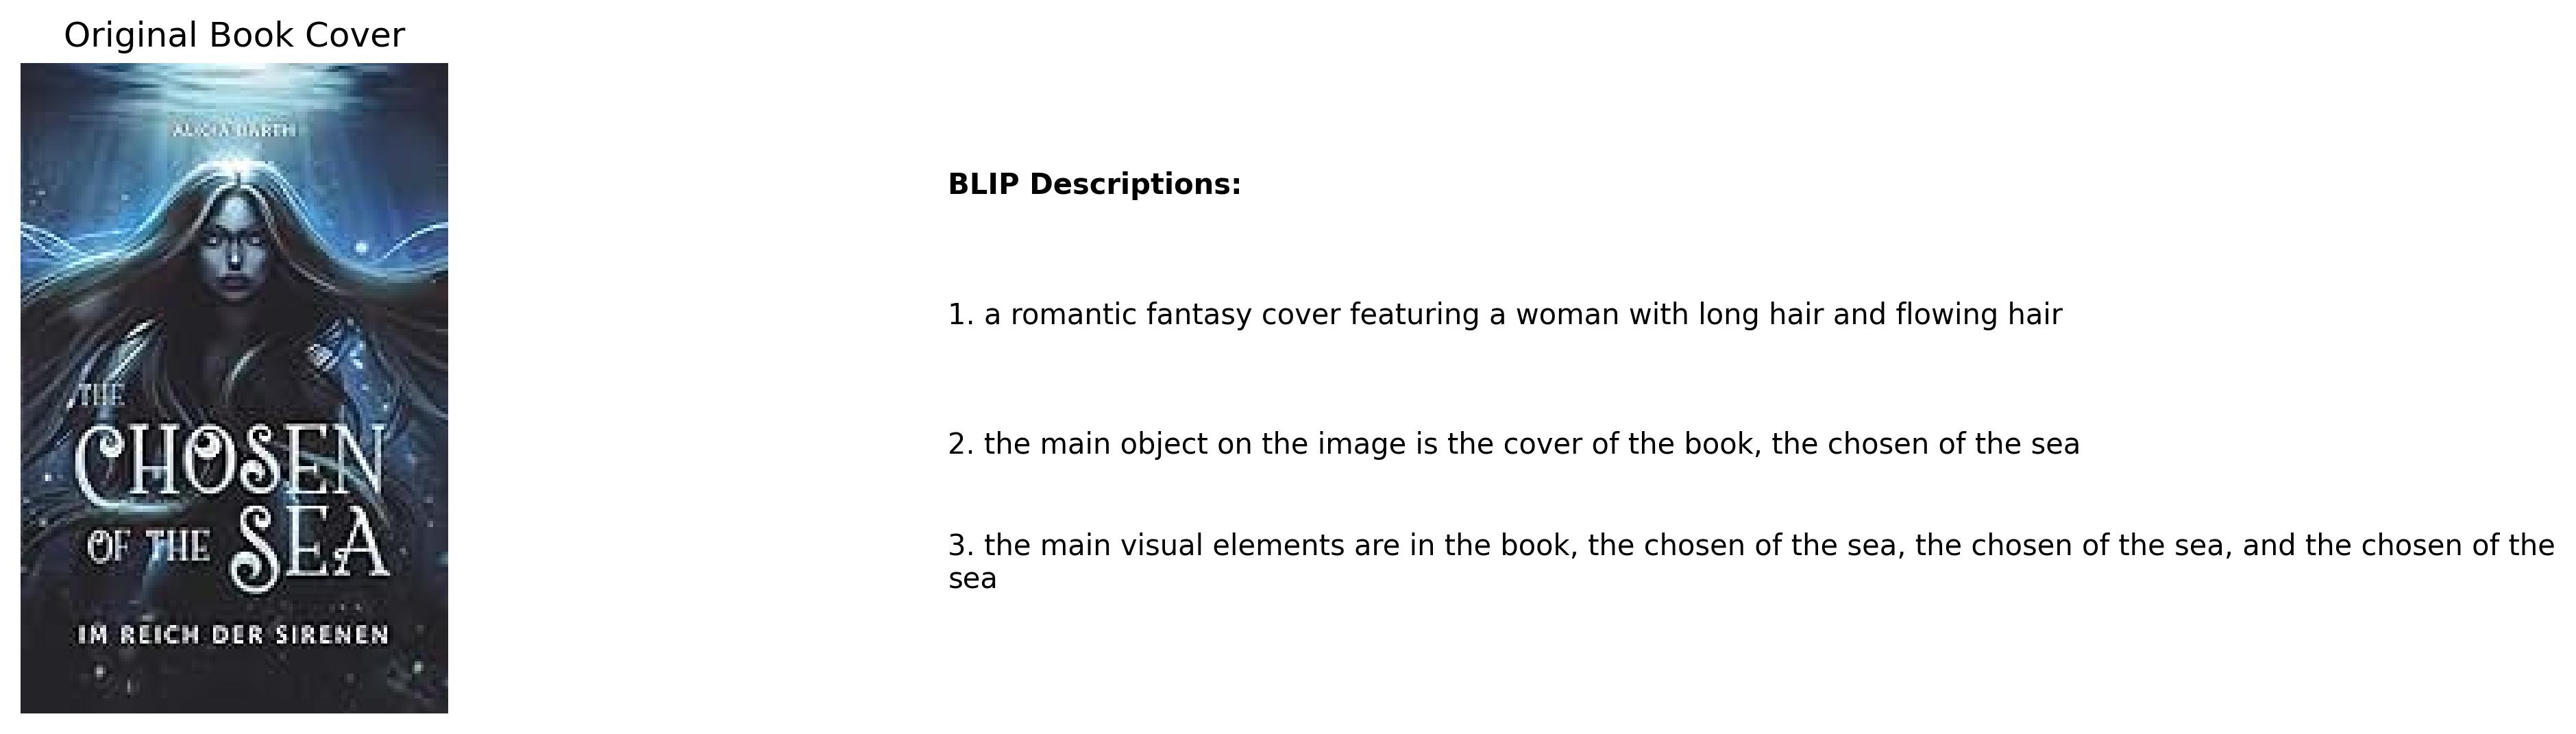 Original Book Cover
ALICIA BARTH
THE
CHOSEN
OF THE SEA
IM REICH DER SIRENEN
BLIP Descriptions:
1. a romantic fantasy cover featuring a woman with long hair and flowing hair
2. the main object on the image is the cover of the book, the chosen of the sea
3. the main visual elements are in the book, the chosen of the sea, the chosen of the sea, and the chosen of the
sea